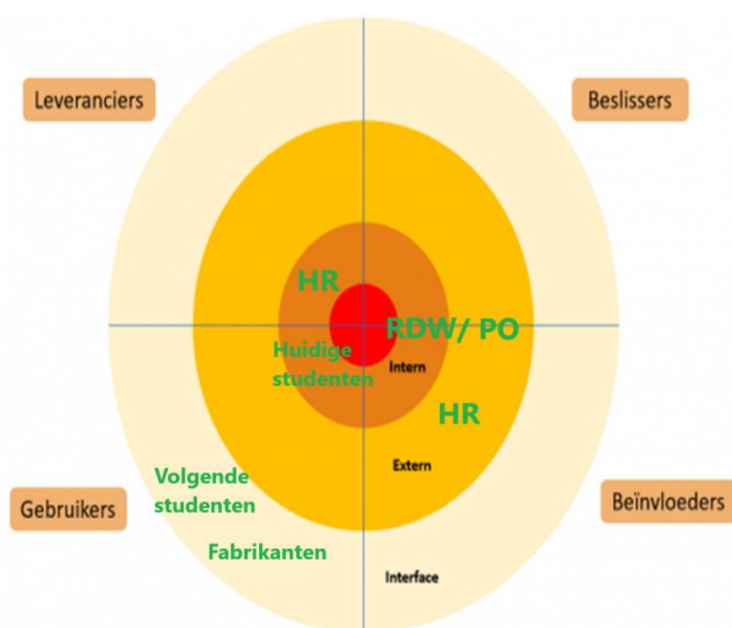 Leveranciers
Beslissers
HR
RDW/ PO
Huidige
studenten
Intern
HR
Extern
Volgende
studenten
Gebruikers
Beïnvloeders
Fabrikanten
Interface